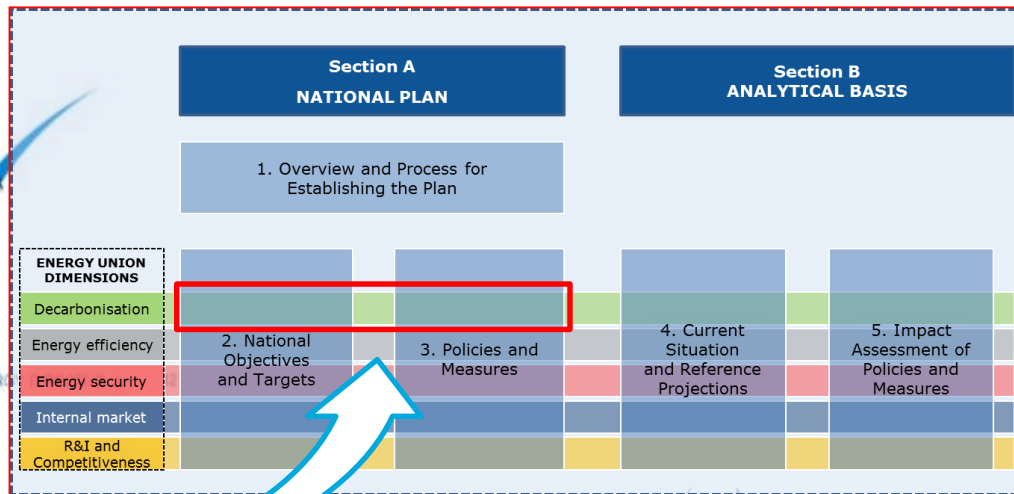 Section A
NATIONAL PLAN
Section B
ANALYTICAL BASIS
1. Overview and Process for
Establishing the Plan
ENERGY UNION
DIMENSIONS
Decarbonisation
Energy efficiency
Energy security
Internal market
R&I and
Competitiveness
2. National
Objectives
and Targets
3. Policies and
Measures
4. Current
Situation
and Reference
Projections
5. Impact
Assessment of
Policies and
Measures